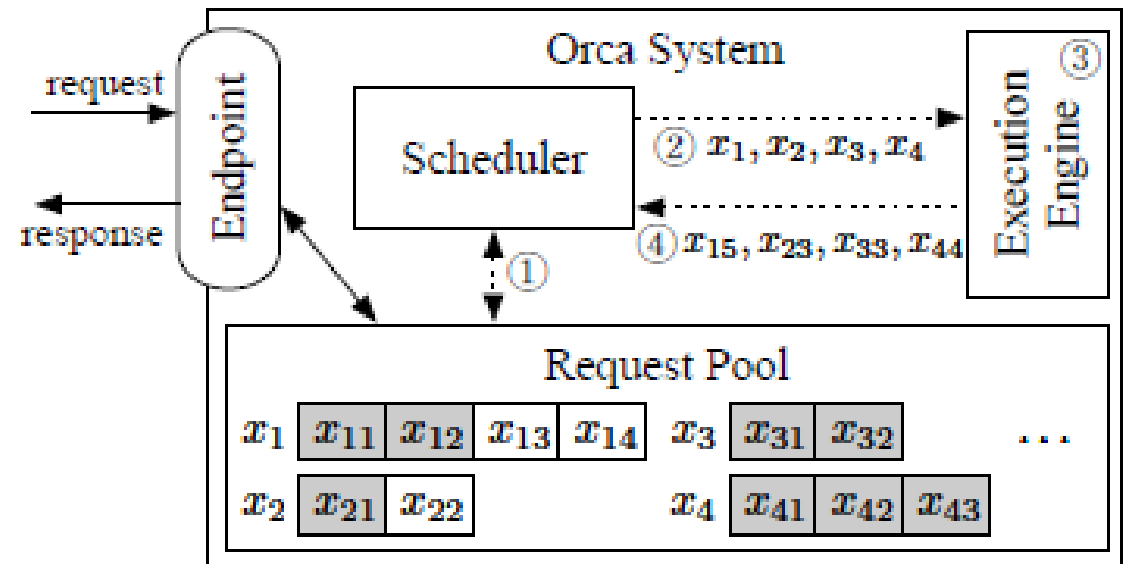 Orca System
request
response
Endpoint
Scheduler
② x₁, x₂, x₃, x₄
④ x₁₅, x₂₃, x₃₃, x₄₄
Execution
Engine
③
①
Request Pool
x₁ x₁₁ x₁₂ x₁₃ x₁₄ x₃ x₃₁ x₃₂ ...
x₂ x₂₁ x₂₂ x₄ x₄₁ x₄₂ x₄₃